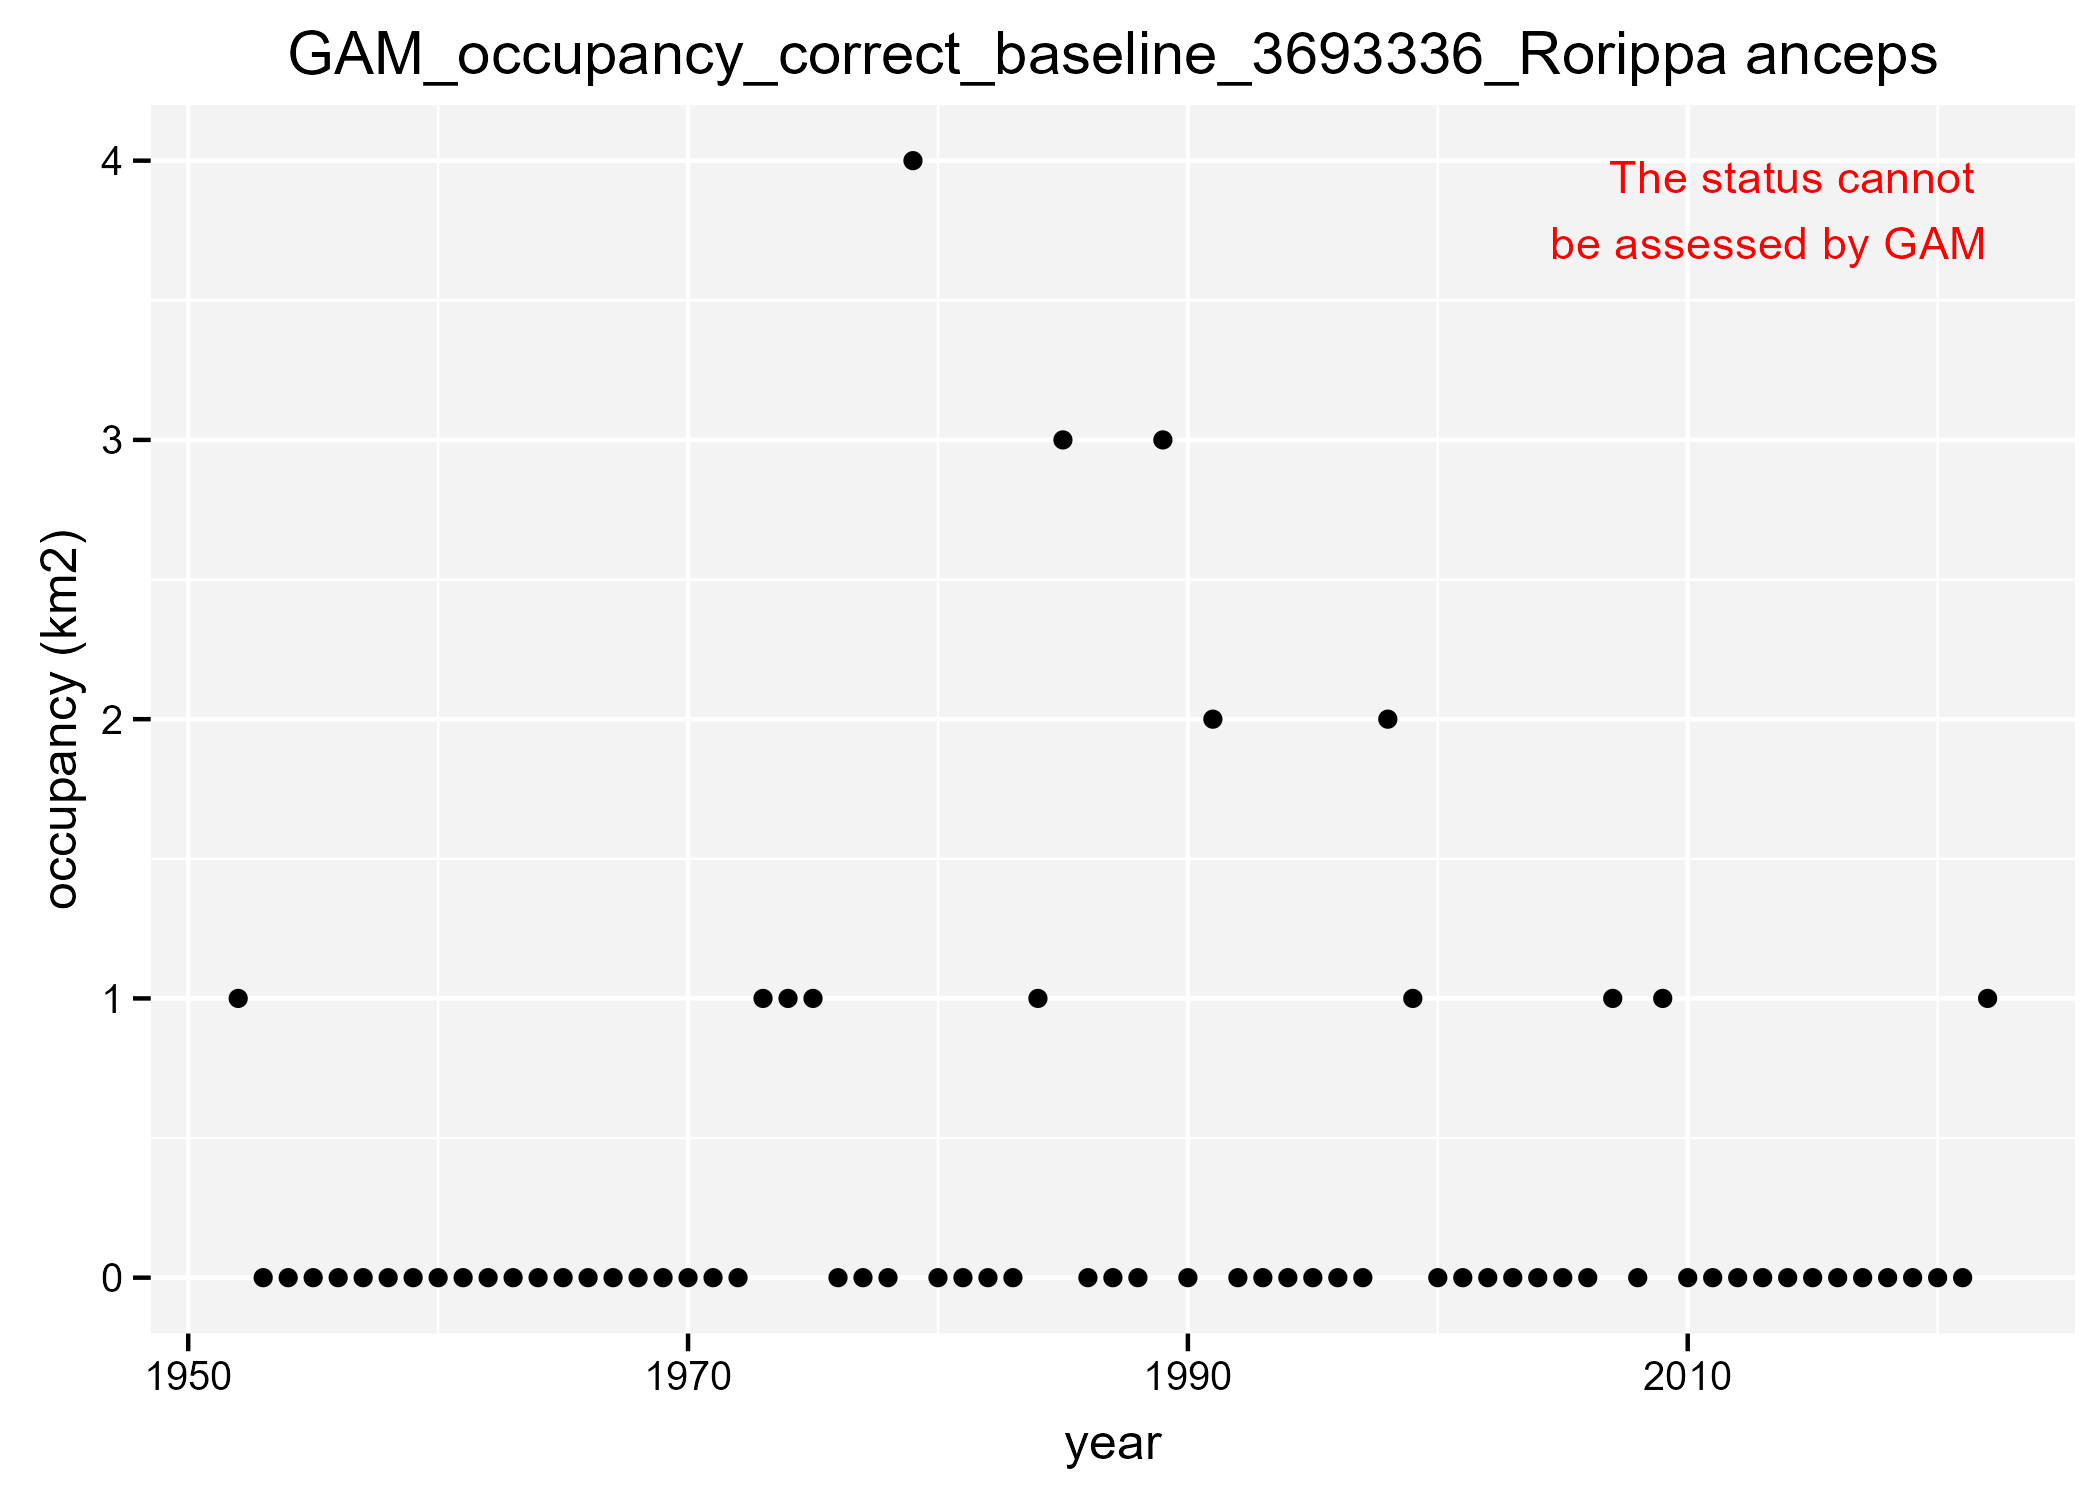 GAM_occupancy_correct_baseline_3693336_Rorippa anceps
The status cannot
be assessed by GAM
occupancy (km2)
4
3
2
1
0
1950 1970 1990 2010
year